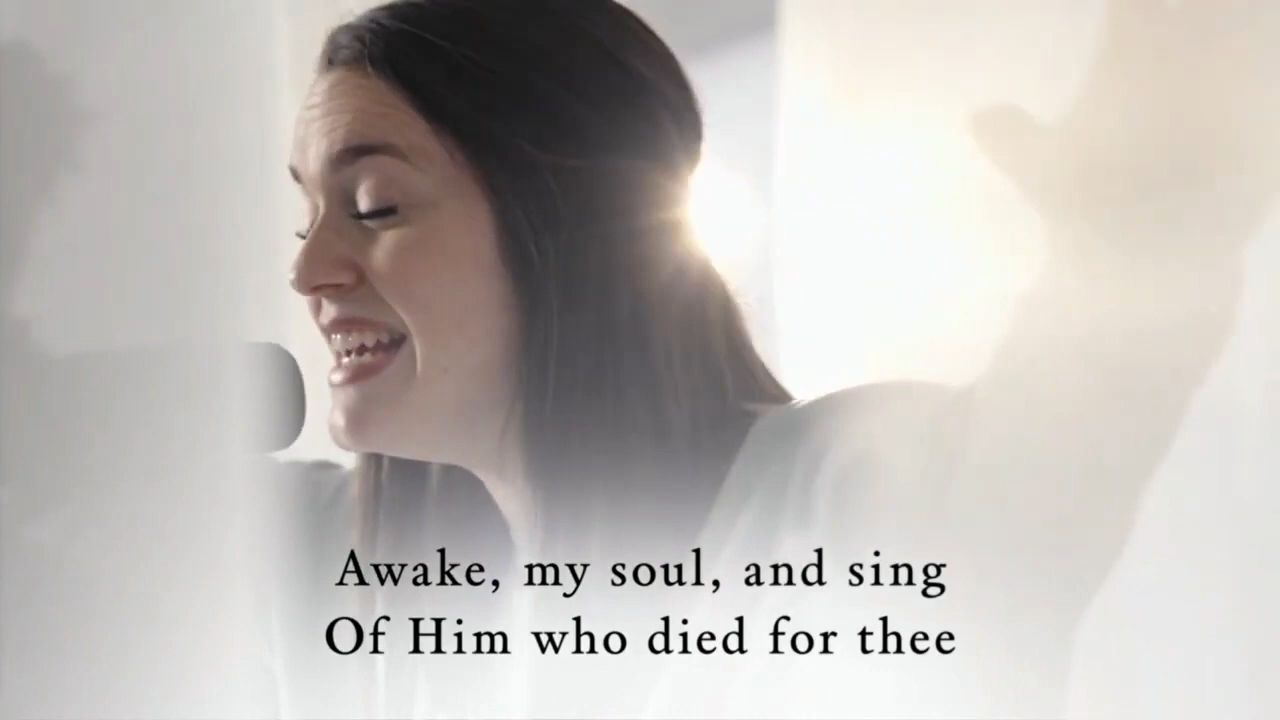 Awake, my soul, and sing
Of Him who died for thee